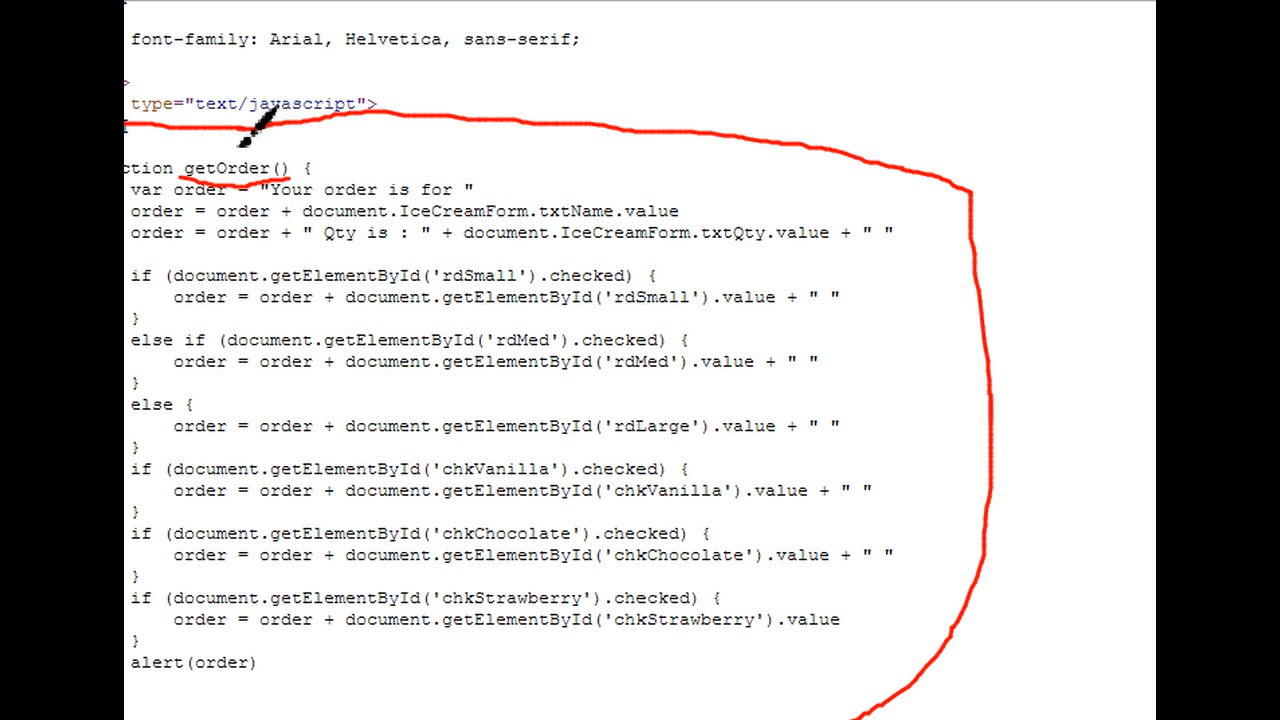 font-family: Arial, Helvetica, sans-serif;
>
type="text/javascript">
ction getOrder() {
var order = "Your order is for "
order = order + document.IceCreamForm.txtName.value
order = order + " Qty is : " + document.IceCreamForm.txtQty.value + " "
if (document.getElementById('rdSmall').checked) {
order = order + document.getElementById('rdSmall').value + " "
}
else if (document.getElementById('rdMed').checked) {
order = order + document.getElementById('rdMed').value + " "
}
else {
order = order + document.getElementById('rdLarge').value + " "
}
if (document.getElementById('chkVanilla').checked) {
order = order + document.getElementById('chkVanilla').value + " "
}
if (document.getElementById('chkChocolate').checked) {
order = order + document.getElementById('chkChocolate').value + " "
}
if (document.getElementById('chkStrawberry').checked) {
order = order + document.getElementById('chkStrawberry').value
}
alert(order)